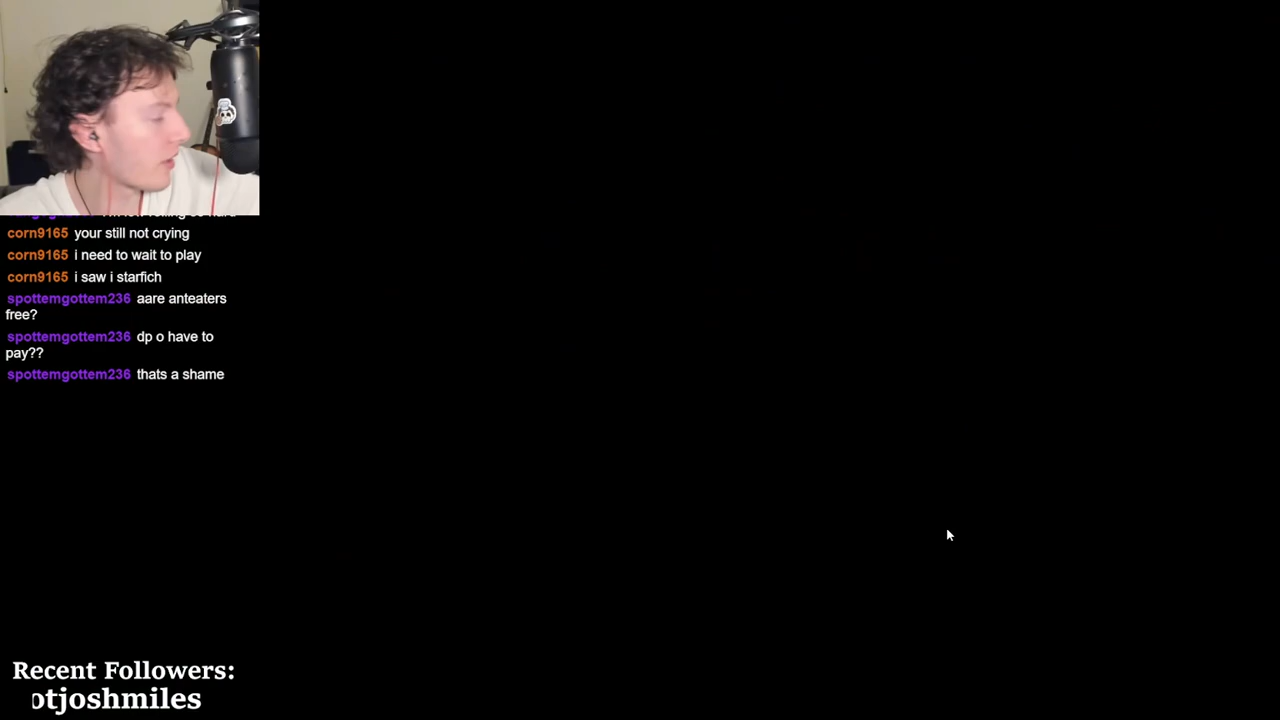 corn9165 your still not crying
corn9165 i need to wait to play
corn9165 i saw i starfich
spottemgottem236 aare anteaters
free?
spottemgottem236 dp o have to
pay??
spottemgottem236 thats a shame
Recent Followers:
otjoshmiles